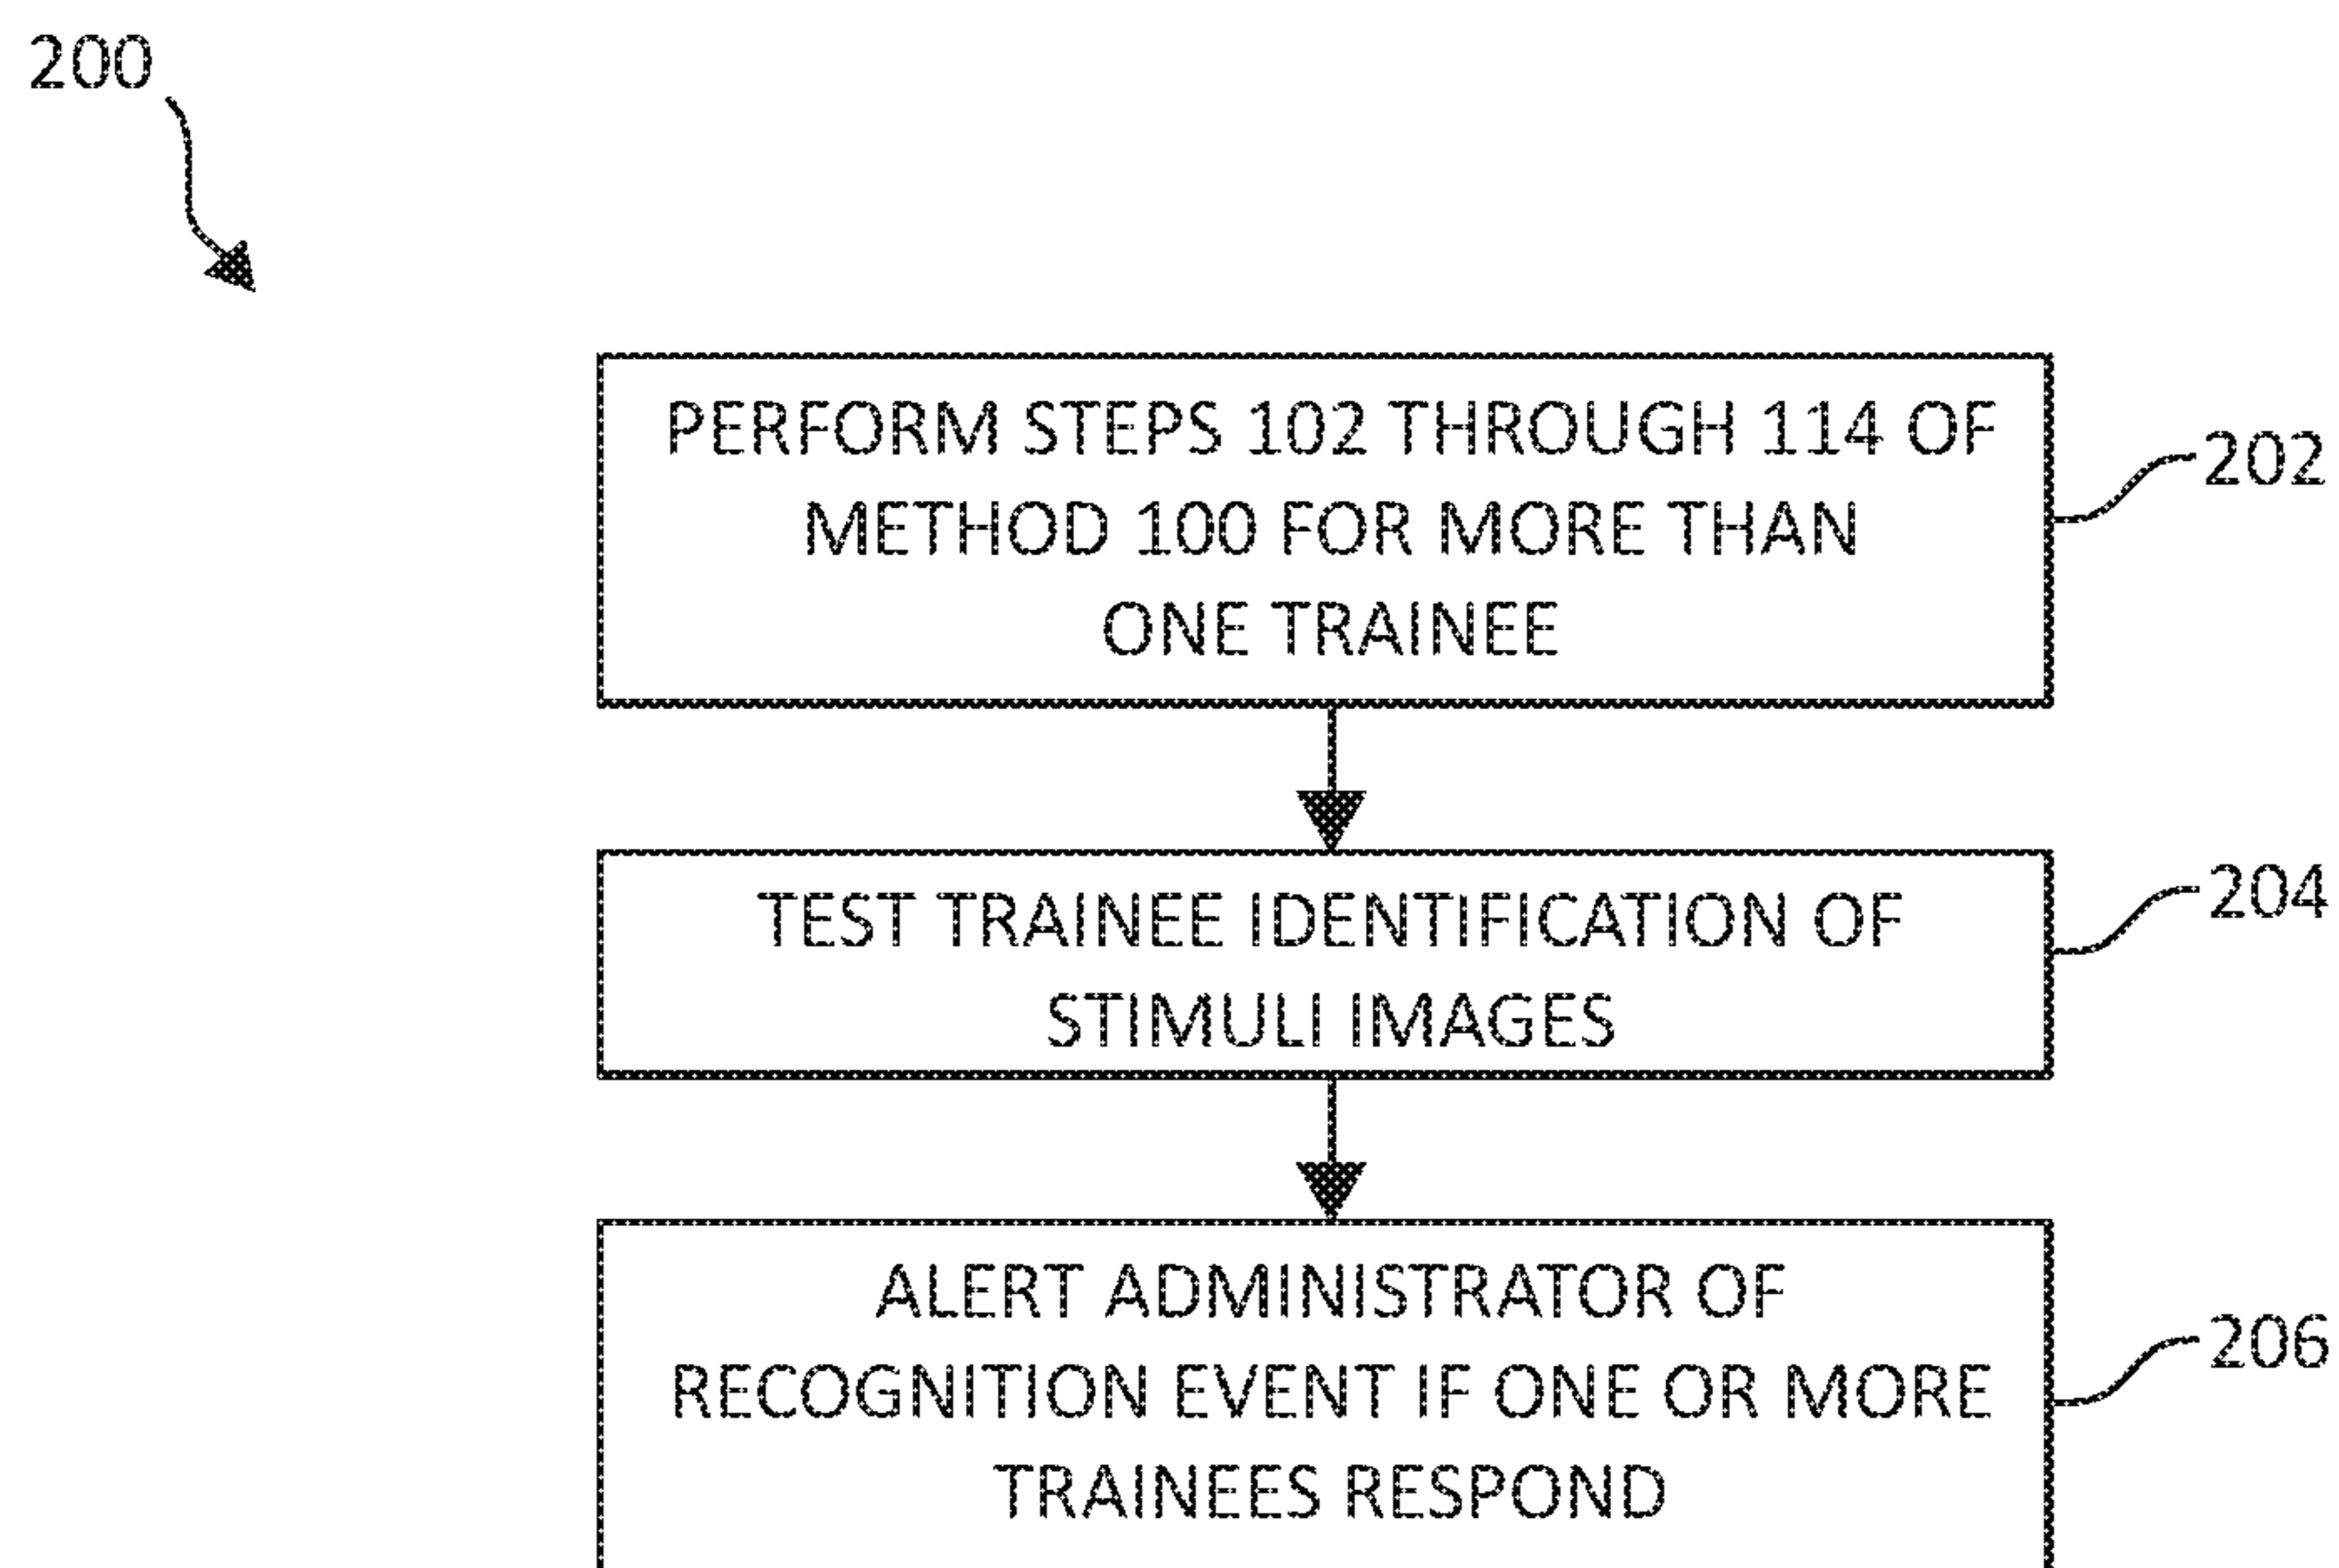 200
PERFORM STEPS 102 THROUGH 114 OF
METHOD 100 FOR MORE THAN
ONE TRAINEE
202
TEST TRAINEE IDENTIFICATION OF
STIMULI IMAGES
204
ALERT ADMINISTRATOR OF
RECOGNITION EVENT IF ONE OR MORE
TRAINEES RESPOND
206